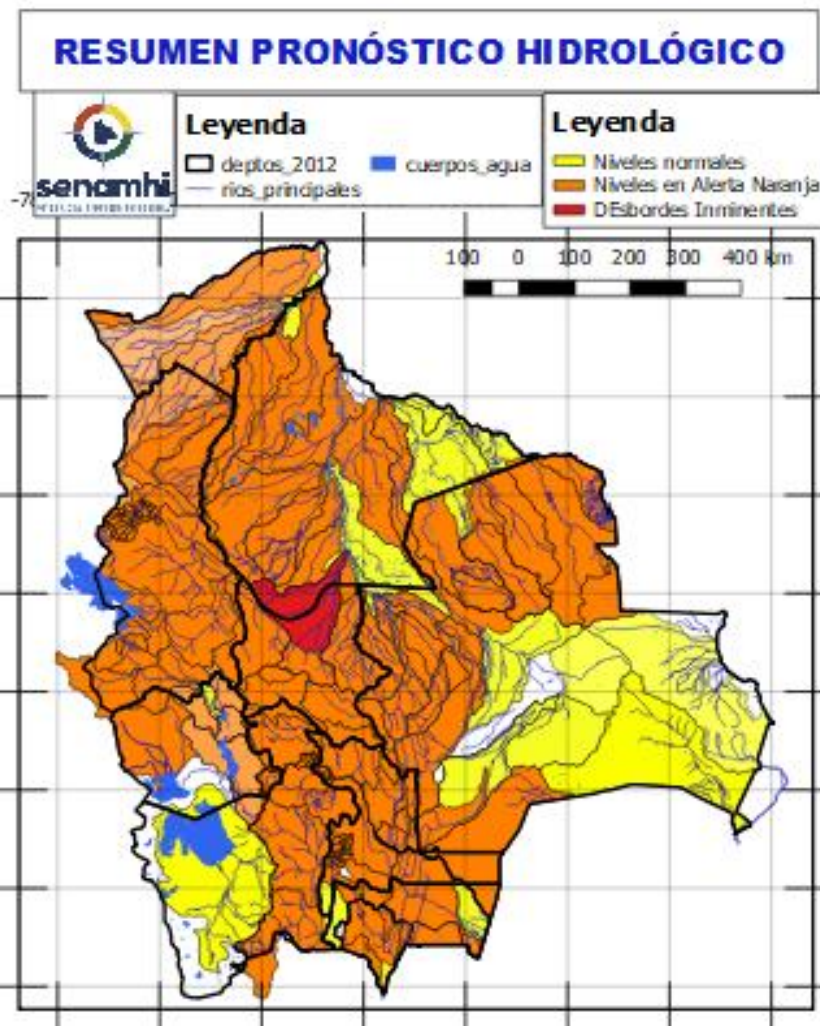 RESUMEN PRONÓSTICO HIDROLÓGICO
senamhi
Leyenda
deptos_2012
cuerpos_agua
rios_principales
Leyenda
Niveles normales
Niveles en Alerta Naranja
DEsbordes Inminentes
100 0 100 200 300 400 km